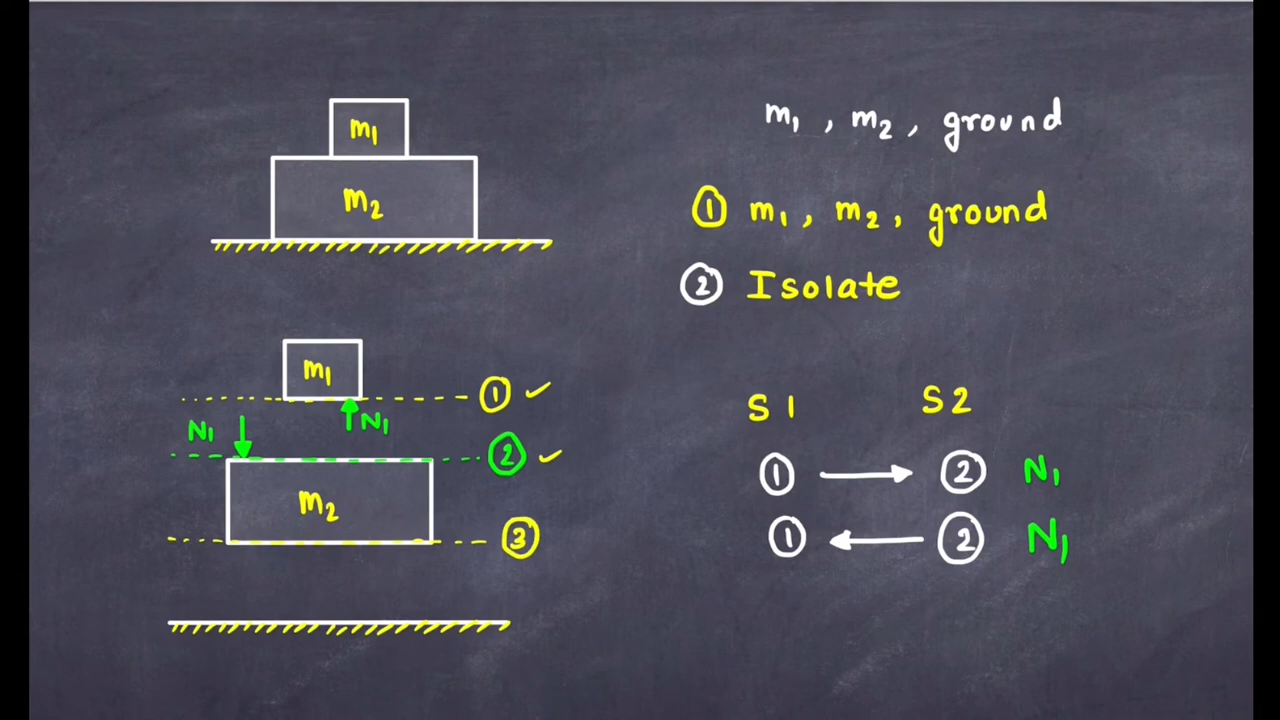 m₁
m₂
m₁ , m₂ , ground
① m₁ , m₂ , ground
② Isolate
m₁
①
N₁
N₁
②
m₂
③
S1 S2
① → ② N₁
① ← ② N₁